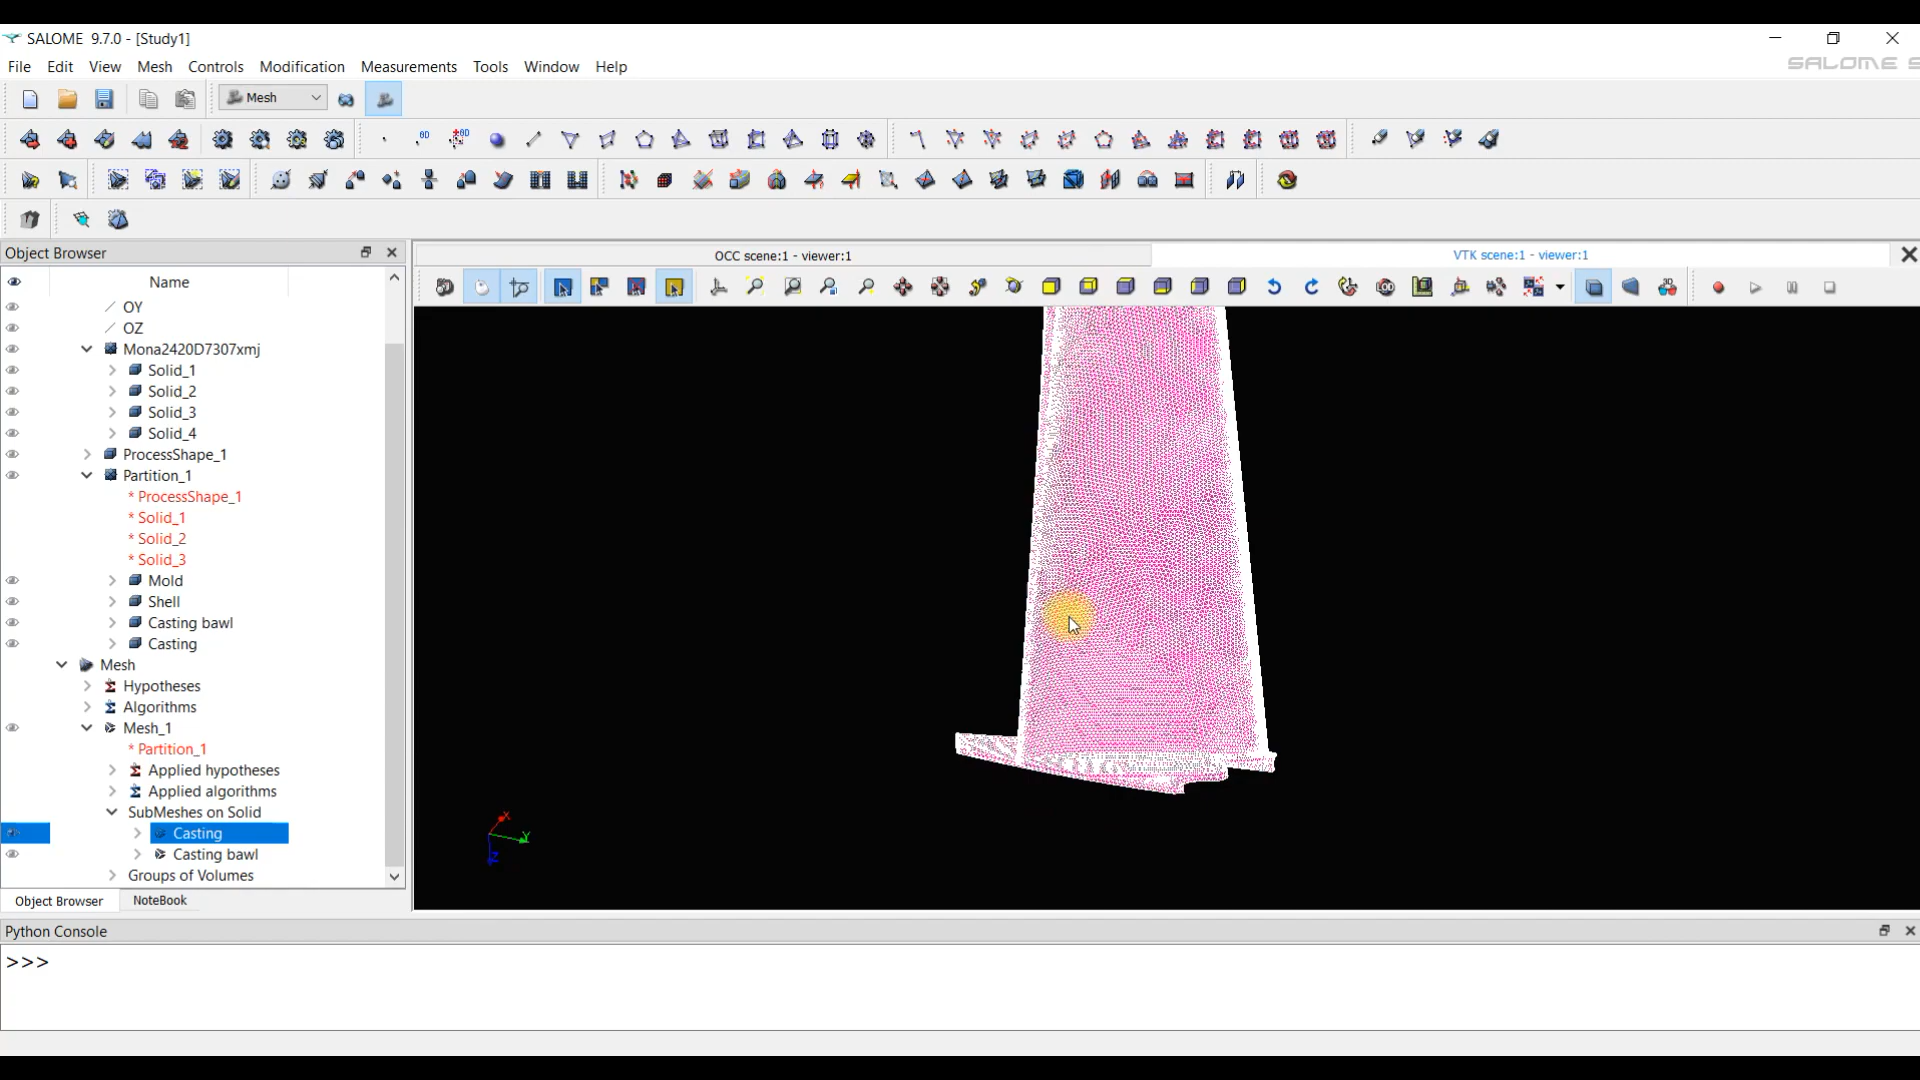 SALOME 9.7.0 - [Study1]
File Edit View Mesh Controls Modification Measurements Tools Window Help
SALOME S
Mesh
0D
0D
Object Browser
OCC scene:1 - viewer:1
VTK scene:1 - viewer:1
Name
OY
OZ
Mona2420D7307xmj
Solid_1
Solid_2
Solid_3
Solid_4
ProcessShape_1
Partition_1
* ProcessShape_1
* Solid_1
* Solid_2
* Solid_3
Mold
Shell
Casting bawl
Casting
Mesh
Hypotheses
Algorithms
Mesh_1
* Partition_1
Applied hypotheses
Applied algorithms
SubMeshes on Solid
Casting
Casting bawl
Groups of Volumes
X
Y
Z
Object Browser
NoteBook
Python Console
>>>